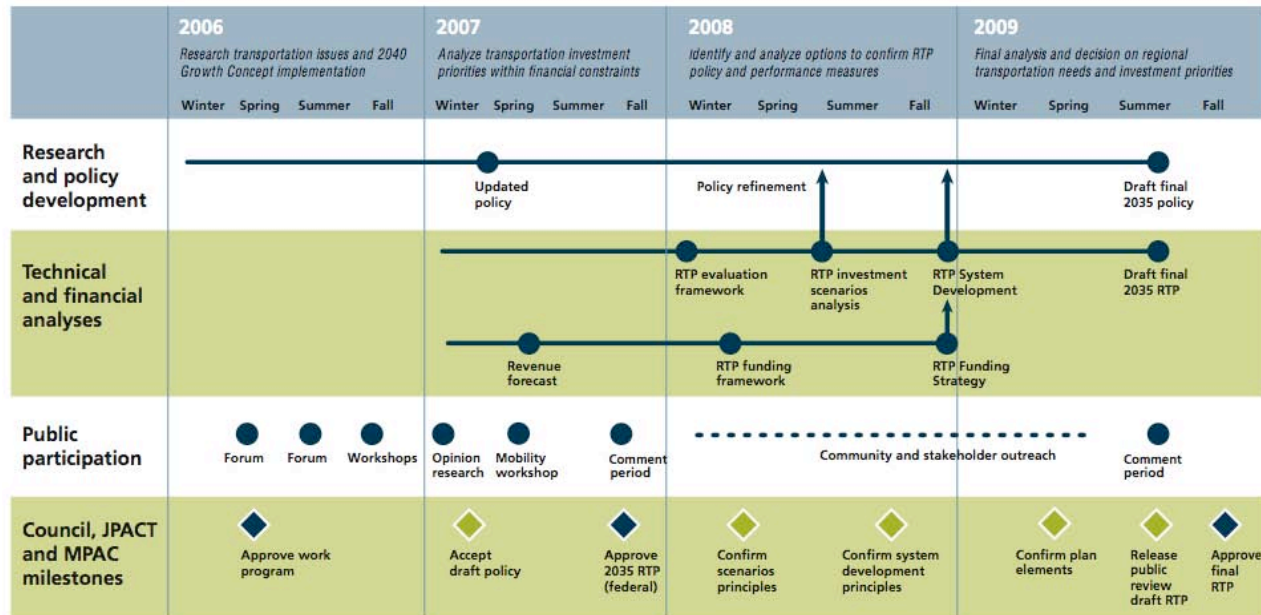 2006
Research transportation issues and 2040
Growth Concept implementation
Winter Spring Summer Fall
2007
Analyze transportation investment
priorities within financial constraints
Winter Spring Summer Fall
2008
Identify and analyze options to confirm RTP
policy and performance measures
Winter Spring Summer Fall
2009
Final analysis and decision on regional
transportation needs and investment priorities
Winter Spring Summer Fall
Research
and policy
development
Updated
policy
Policy refinement
Draft final
2035 policy
Technical
and financial
analyses
RTP evaluation
framework
RTP investment
scenarios
analysis
RTP System
Development
Draft final
2035 RTP
Revenue
forecast
RTP funding
framework
RTP Funding
Strategy
Public
participation
Forum
Forum
Workshops
Opinion
research
Mobility
workshop
Comment
period
Community and stakeholder outreach
Comment
period
Council, JPACT
and MPAC
milestones
Approve work
program
Accept
draft policy
Approve
2035 RTP
(federal)
Confirm
scenarios
principles
Confirm system
development
principles
Confirm plan
elements
Release
public
review
draft RTP
Approve
final
RTP